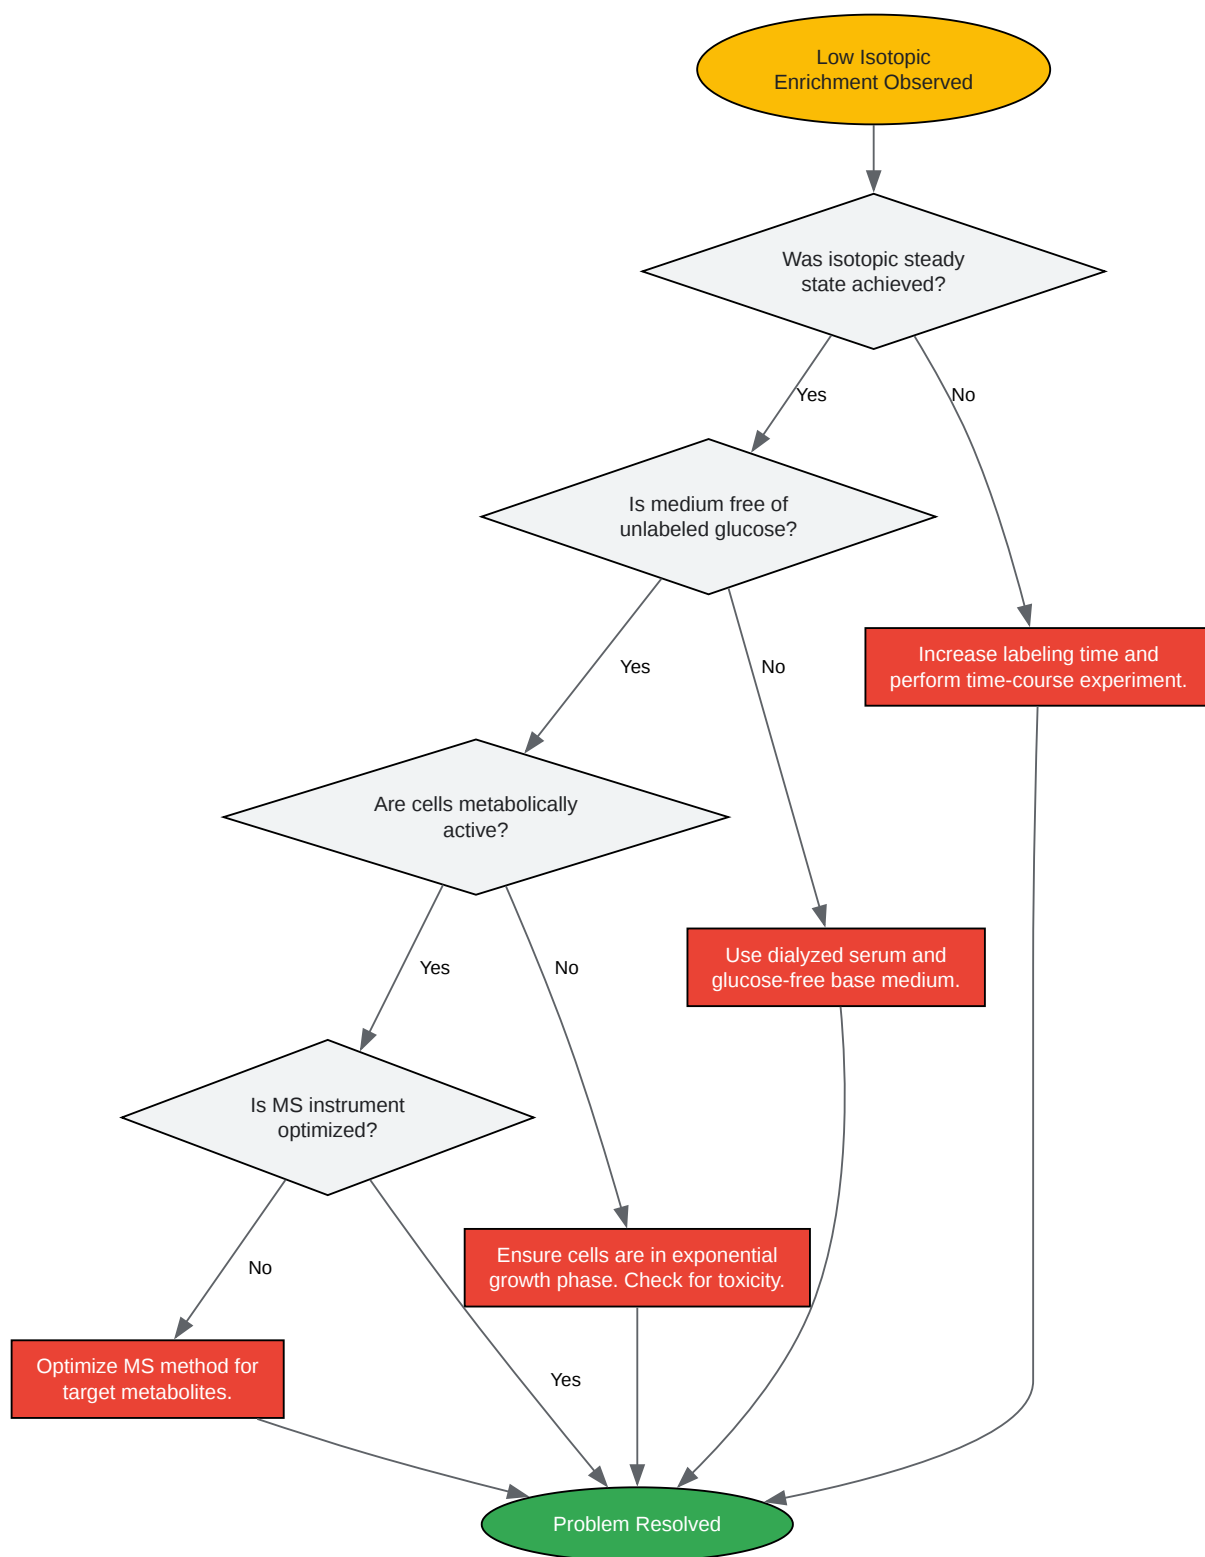 Low Isotopic
Enrichment Observed
Was isotopic steady
state achieved?
Yes
No
Is medium free of
unlabeled glucose?
Increase labeling time and
perform time-course experiment.
Yes
No
Are cells metabolically
active?
Use dialyzed serum and
glucose-free base medium.
Yes
No
Is MS instrument
optimized?
Ensure cells are in exponential
growth phase. Check for toxicity.
No
Yes
Optimize MS method for
target metabolites.
Problem Resolved